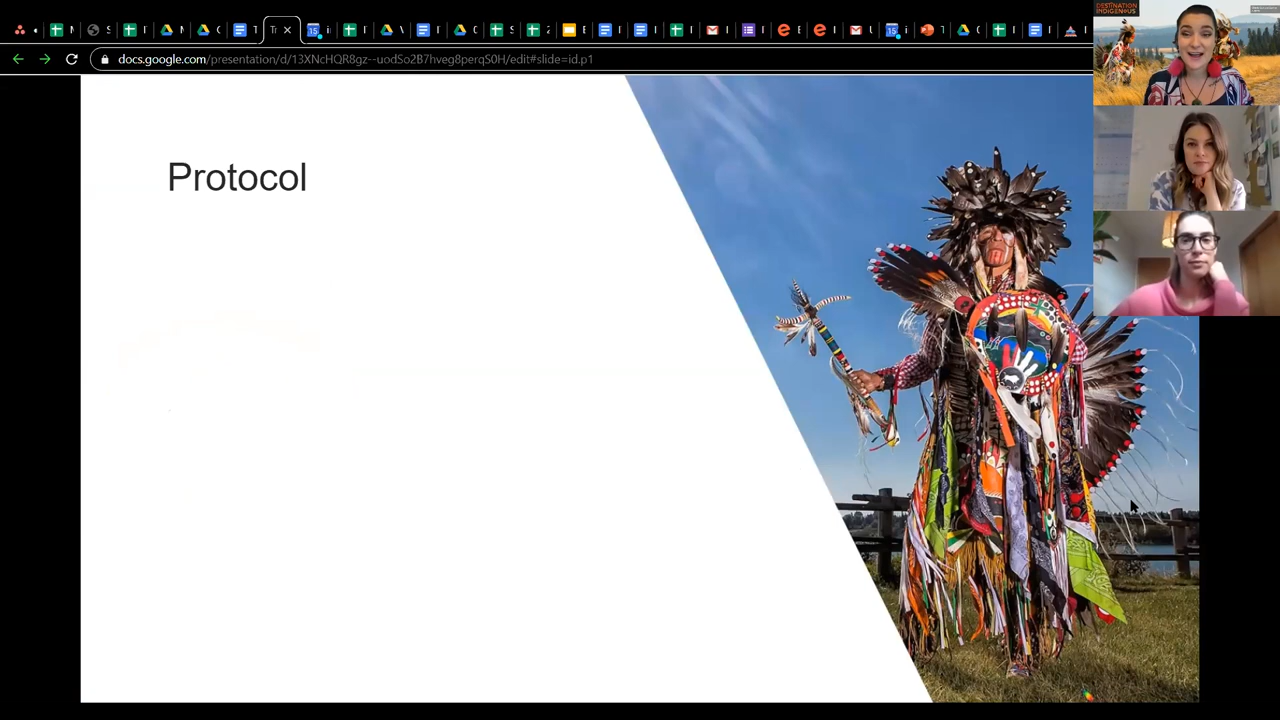 docs.google.com/presentation/d/13XNcHQR8gz--uodSo2B7hveg8perqS0H/edit#slide=id.p1
Protocol
DESTINATION
INDIGENOUS